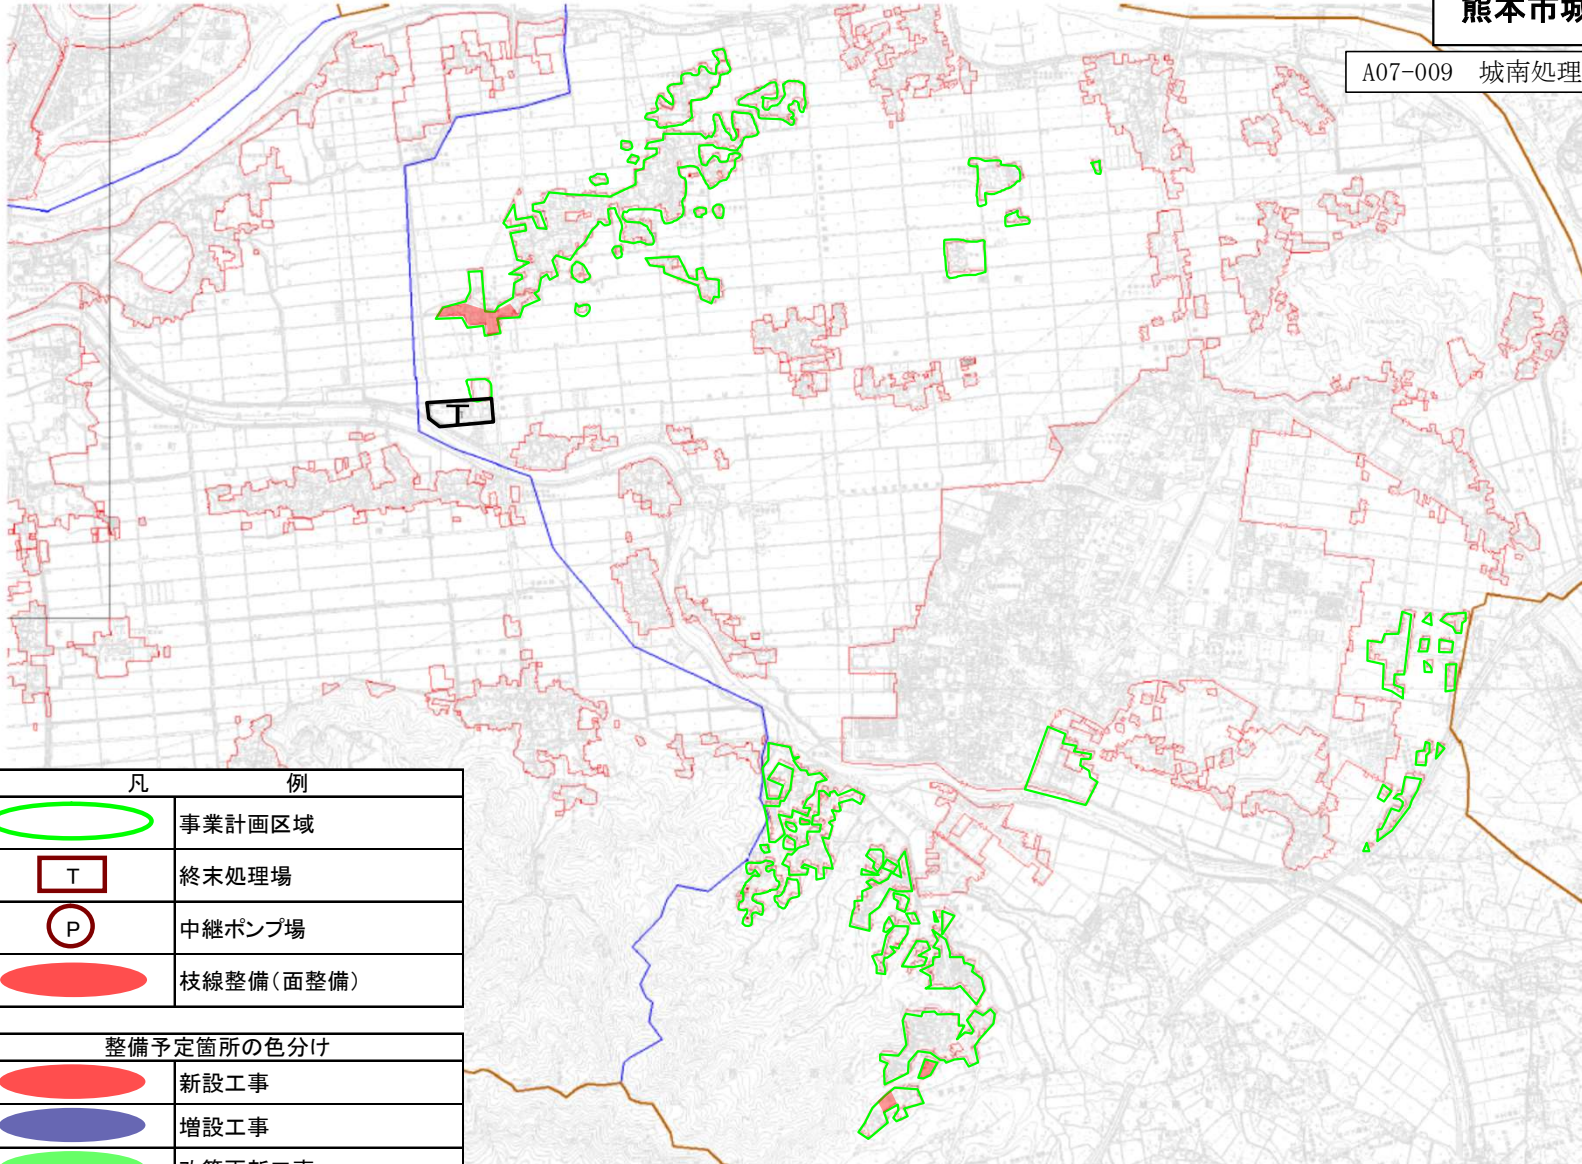 熊本市城
A07-009 城南処理
T
凡 例
事業計画区域
T 終末処理場
P 中継ポンプ場
枝線整備(面整備)
整備予定箇所の色分け
新設工事
増設工事